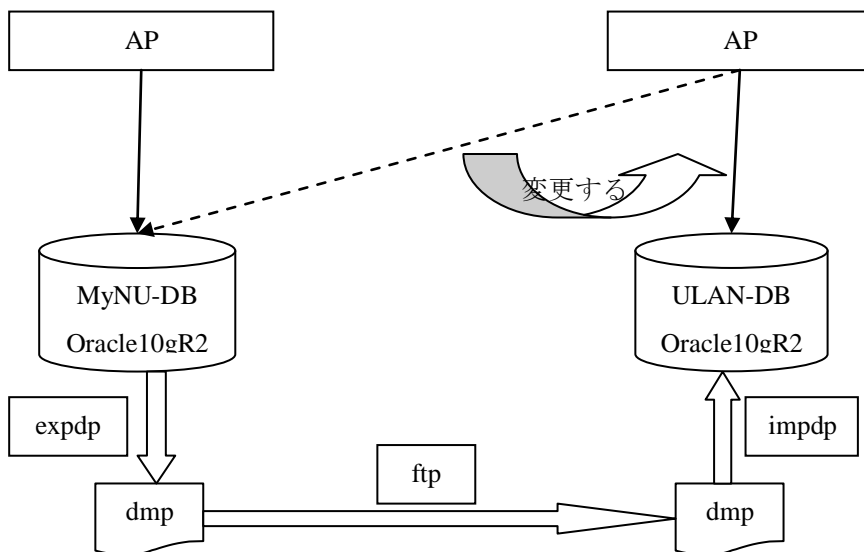 AP
AP
変更する
MyNU-DB
Oracle10gR2
ULAN-DB
Oracle10gR2
expdp
impdp
ftp
dmp
dmp